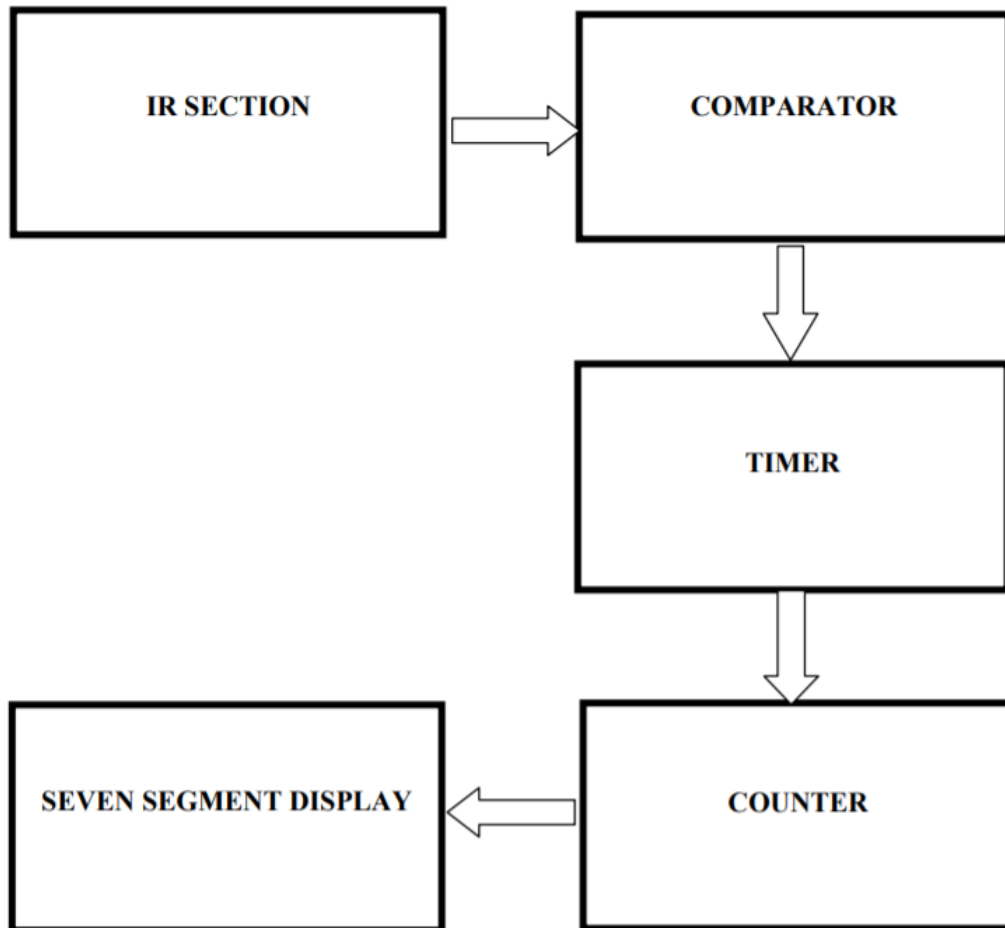 IR SECTION
COMPARATOR
TIMER
COUNTER
SEVEN SEGMENT DISPLAY